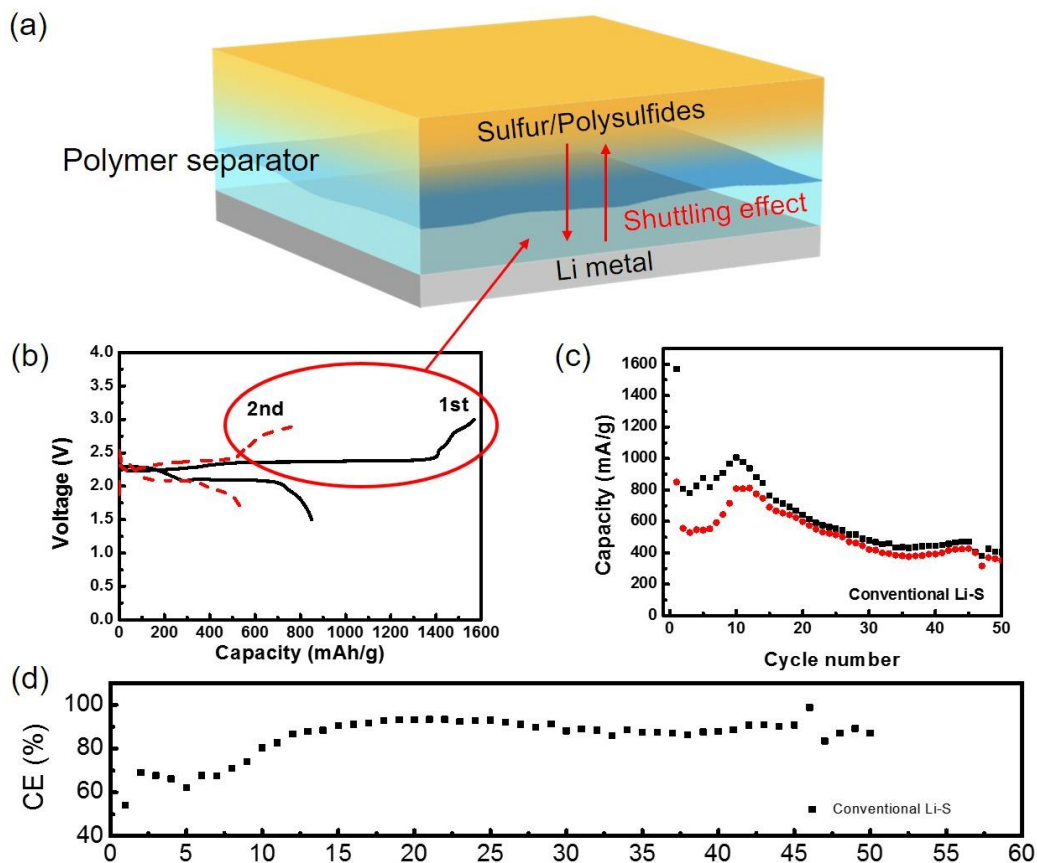 (a)
Sulfur/Polysulfides
Polymer separator
Shuttling effect
Li metal
(b)
4.0
3.5
3.0
2.5
2.0
1.5
1.0
0.5
0.0
Voltage (V)
2nd
1st
0 200 400 600 800 1000 1200 1400 1600
Capacity (mAh/g)
(c)
1600
1400
1200
1000
800
600
400
200
0
Capacity (mA/g)
Conventional Li-S
0 10 20 30 40 50
Cycle number
(d)
100
80
60
40
CE (%)
Conventional Li-S
0 5 10 15 20 25 30 35 40 45 50 55 60